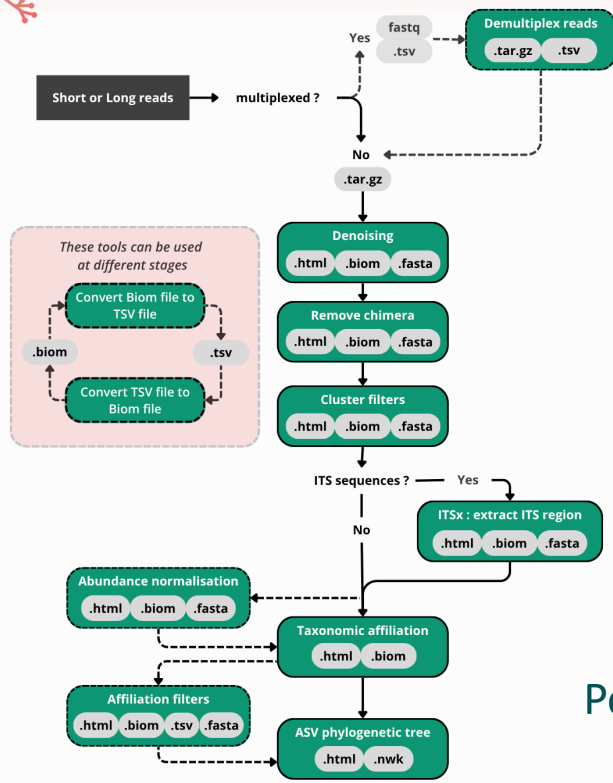 Demultiplex reads
.tar.gz .tsv
Yes
fastq
.tsv
Short or Long reads
multiplexed ?
No
.tar.gz
Denoising
.html .biom .fasta
These tools can be used
at different stages
Convert Biom file to
TSV file
.biom
.tsv
Convert TSV file to
Biom file
Remove chimera
.html .biom .fasta
Cluster filters
.html .biom .fasta
ITS sequences ?
Yes
ITSx : extract ITS region
.html .biom .fasta
No
Abundance normalisation
.html .biom .fasta
Taxonomic affiliation
.html .biom
Affiliation filters
.html .biom .tsv .fasta
ASV phylogenetic tree
.html .nwk